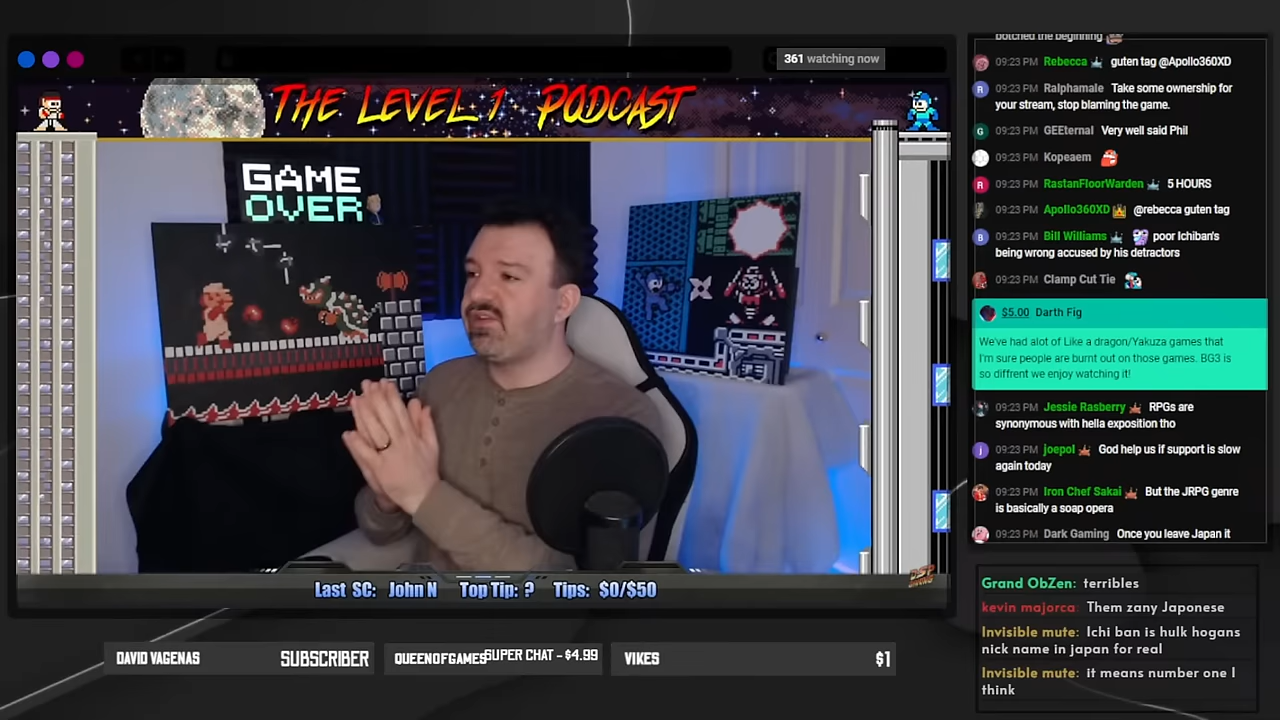 361 watching now
THE LEVEL 1 PODCAST
GAME
OVER
botched the beginning
09:23 PM Rebecca guten tag @Apollo360XD
09:23 PM Ralphamale Take some ownership for
your stream, stop blaming the game.
09:23 PM GEEternal Very well said Phil
09:23 PM Kopeaem
09:23 PM RastanFloorWarden 5 HOURS
09:23 PM Apollo360XD @rebecca guten tag
09:23 PM Bill Williams poor Ichiban's
being wrong accused by his detractors
09:23 PM Clamp Cut Tie
$5.00 Darth Fig
We've had alot of Like a dragon/Yakuza games that
I'm sure people are burnt out on those games. BG3 is
so diffrent we enjoy watching it!
09:23 PM Jessie Rasberry RPGs are
synonymous with hella exposition tho
09:23 PM joepol God help us if support is slow
again today
09:23 PM Iron Chef Sakai But the JRPG genre
is basically a soap opera
09:23 PM Dark Gaming Once you leave Japan it
Last SC: John N Top Tip: ? Tips: $0/$50
DSP
DAVID VAGENAS SUBSCRIBER
QUEENOFGAMES SUPER CHAT - $4.99
VIKES $1
Grand ObZen: terribles
kevin majorca: Them zany Japonese
Invisible mute: Ichi ban is hulk hogans
nick name in japan for real
Invisible mute: it means number one I
think